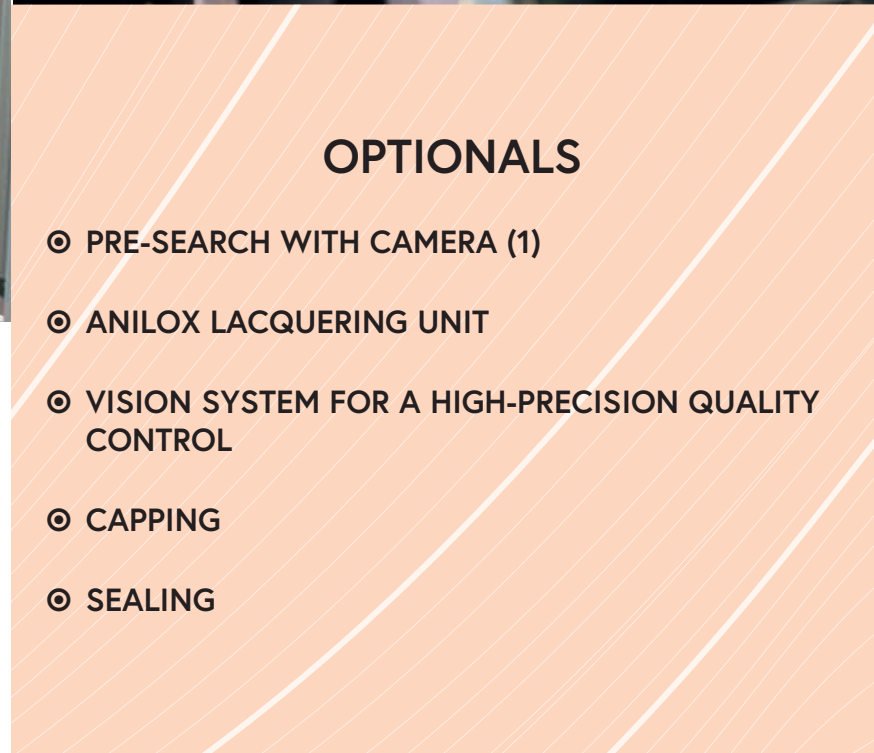 OPTIONALS
⦿ PRE-SEARCH WITH CAMERA (1)
⦿ ANILOX LACQUERING UNIT
⦿ VISION SYSTEM FOR A HIGH-PRECISION QUALITY
CONTROL
⦿ CAPPING
⦿ SEALING